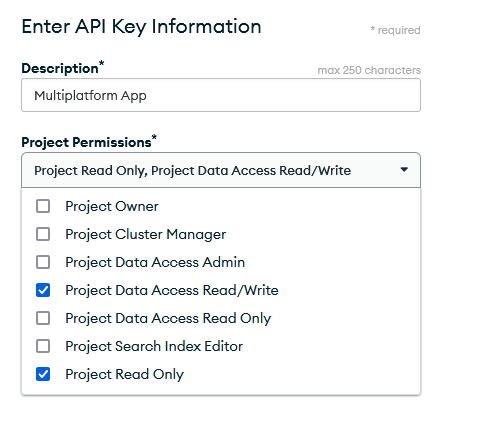 Enter API Key Information
* required
Description*
max 250 characters
Multiplatform App
Project Permissions*
Project Read Only, Project Data Access Read/Write
Project Owner
Project Cluster Manager
Project Data Access Admin
Project Data Access Read/Write
Project Data Access Read Only
Project Search Index Editor
Project Read Only